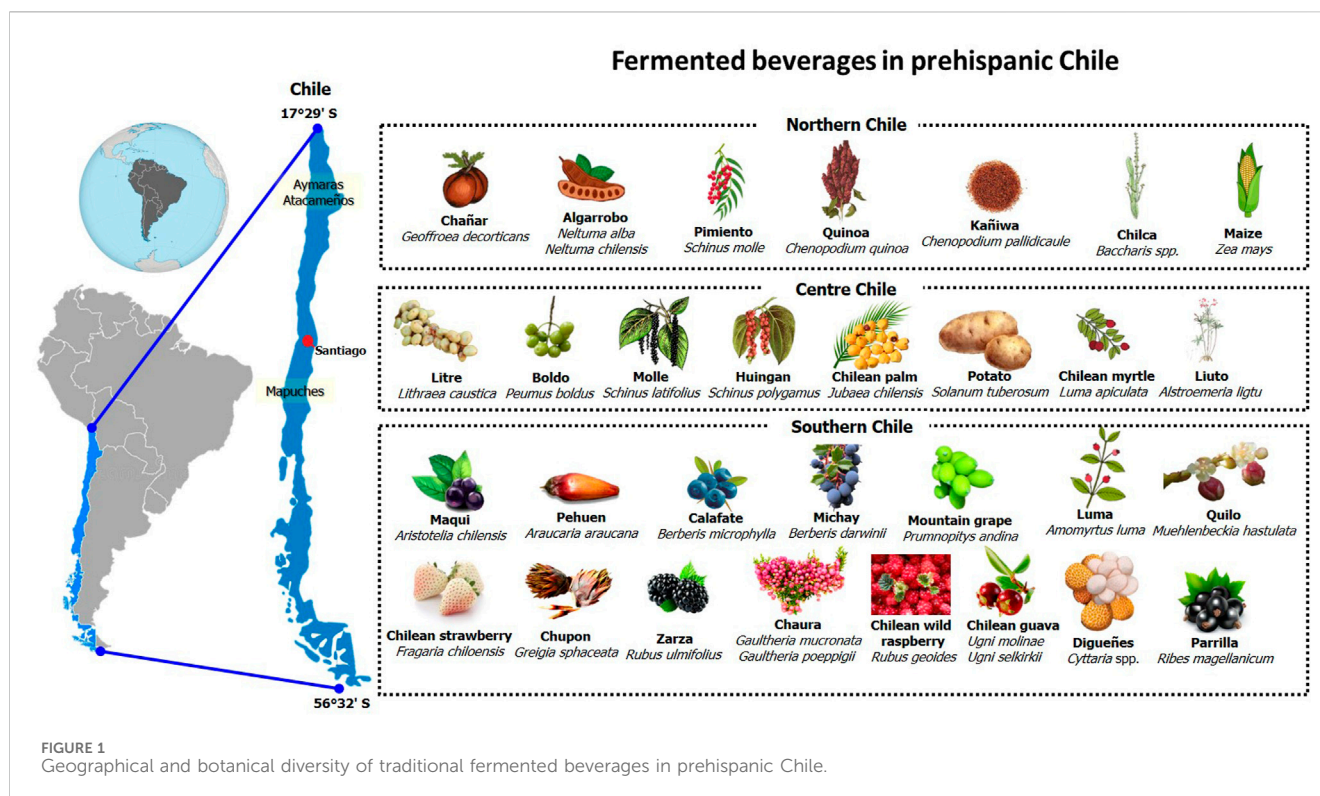 Fermented beverages in prehispanic Chile
Chile
17°29' S
Aymaras
Atacameños
Santiago
Mapuches
56°32' S
Northern Chile
Chañar
Geoffroea decorticans
Algarrobo
Neltuma alba
Neltuma chilensis
Pimiento
Schinus molle
Quinoa
Chenopodium quinoa
Kañiwa
Chenopodium pallidicaule
Chilca
Baccharis spp.
Maize
Zea mays
Centre Chile
Litre
Lithraea caustica
Boldo
Peumus boldus
Molle
Schinus latifolius
Huingan
Schinus polygamus
Chilean palm
Jubaea chilensis
Potato
Solanum tuberosum
Chilean myrtle
Luma apiculata
Liuto
Alstroemeria ligtu
Southern Chile
Maqui
Aristotelia chilensis
Pehuen
Araucaria araucana
Calafate
Berberis microphylla
Michay
Berberis darwinii
Mountain grape
Prumnopitys andina
Luma
Amomyrtus luma
Quilo
Muehlenbeckia hastulata
Chilean strawberry
Fragaria chiloensis
Chupon
Greigia sphaceata
Zarza
Rubus ulmifolius
Chaura
Gaultheria mucronata
Gaultheria poeppigii
Chilean wild
raspberry
Rubus geoides
Chilean guava
Ugni molinae
Ugni selkirkii
Digueñes
Cyttaria spp.
Parrilla
Ribes magellanicum
FIGURE 1
Geographical and botanical diversity of traditional fermented beverages in prehispanic Chile.